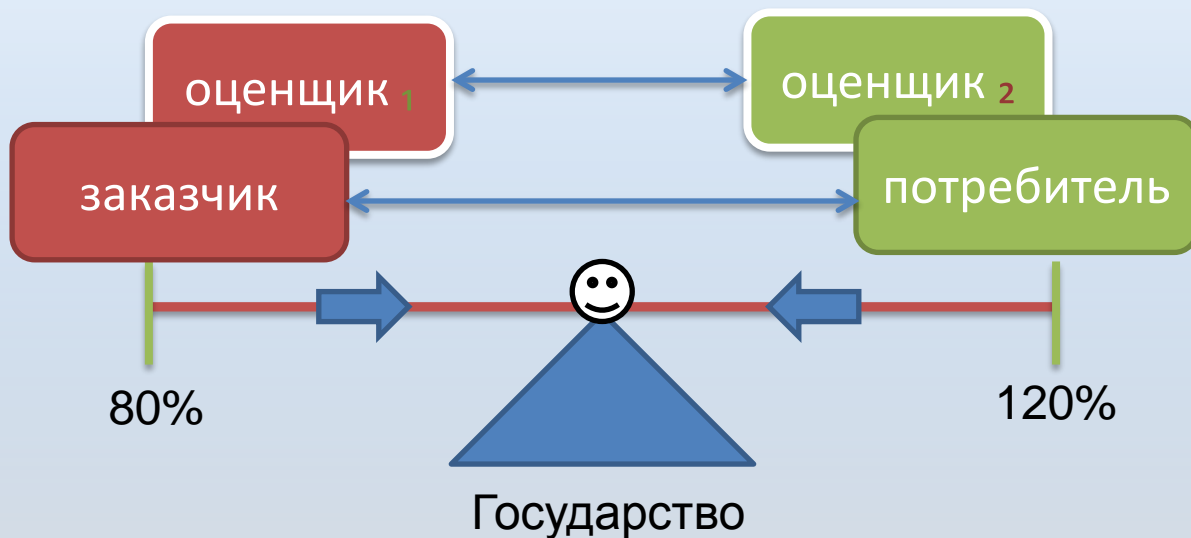 оценщик 1
оценщик 2
заказчик
потребитель
80%
120%
Государство